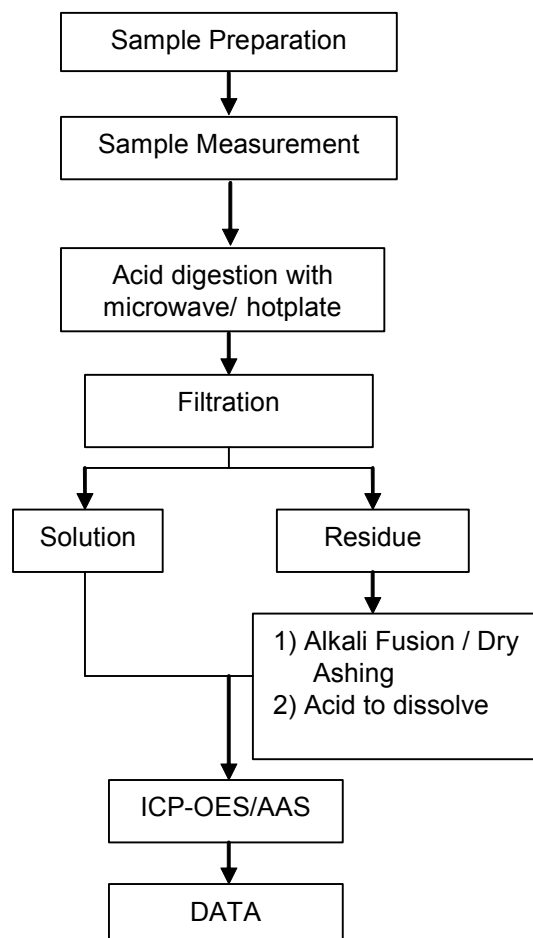 Sample Preparation
Sample Measurement
Acid digestion with
microwave/ hotplate
Filtration
Solution
Residue
1) Alkali Fusion / Dry
Ashing
2) Acid to dissolve
ICP-OES/AAS
DATA